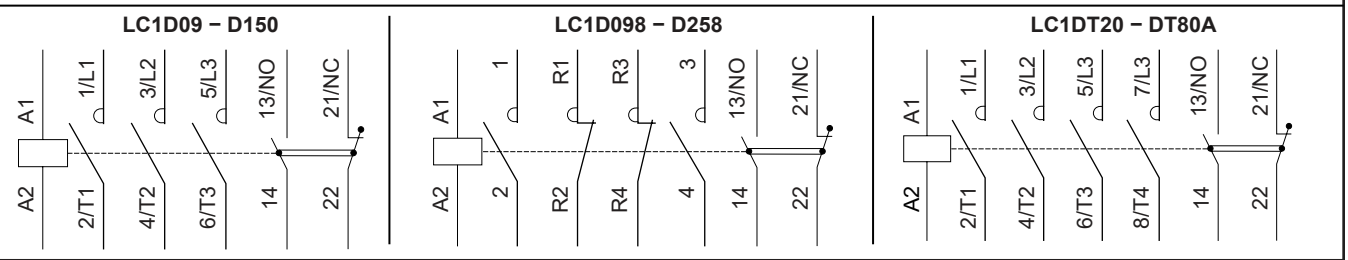 LC1D09 – D150
A1 1/L1 3/L2 5/L3 13/NO 21/NC
A2 2/T1 4/T2 6/T3 14 22
LC1D098 – D258
A1 1 R1 R3 3 13/NO 21/NC
A2 2 R2 R4 4 14 22
LC1DT20 – DT80A
A1 1/L1 3/L2 5/L3 7/L3 13/NO 21/NC
A2 2/T1 4/T2 6/T3 8/T4 14 22